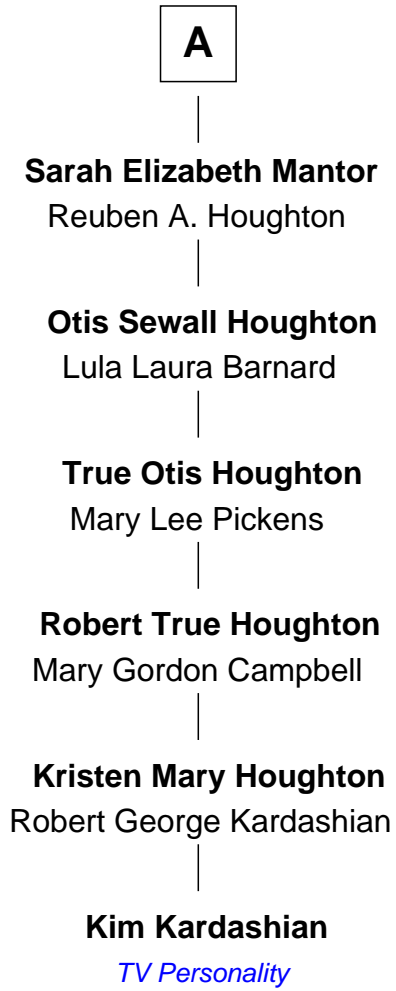 A
Sarah Elizabeth Mantor
Reuben A. Houghton
Otis Sewall Houghton
Lula Laura Barnard
True Otis Houghton
Mary Lee Pickens
Robert True Houghton
Mary Gordon Campbell
Kristen Mary Houghton
Robert George Kardashian
Kim Kardashian
TV Personality